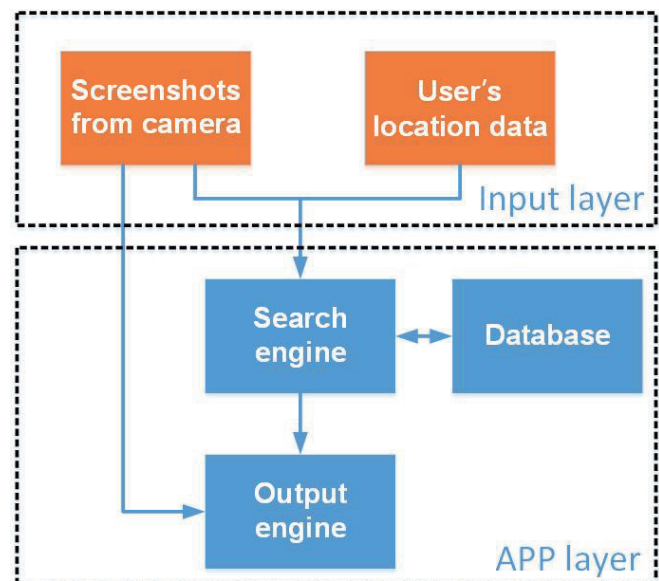 Screenshots
from camera
User's
location data
Input layer
Search
engine
Database
Output
engine
APP layer